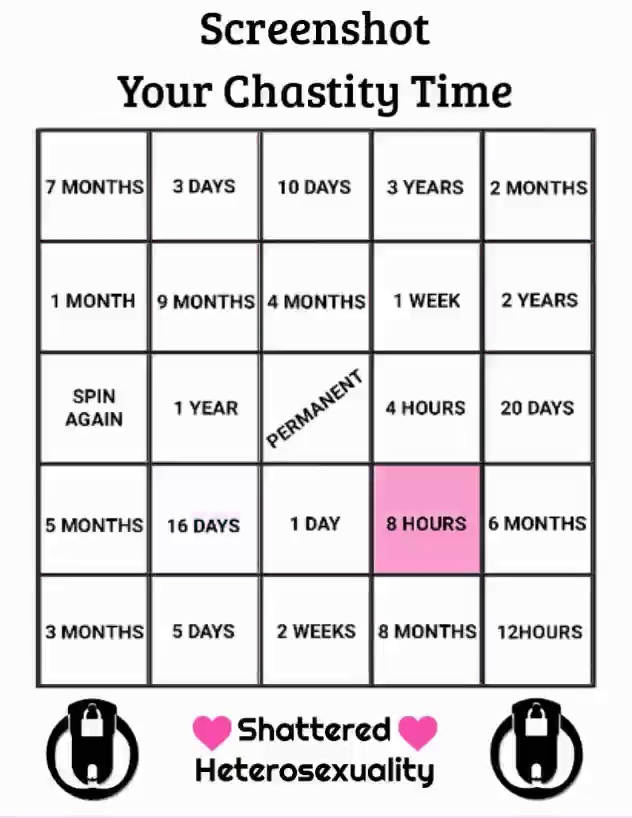 Screenshot
Your Chastity Time
7 MONTHS 3 DAYS 10 DAYS 3 YEARS 2 MONTHS
1 MONTH 9 MONTHS 4 MONTHS 1 WEEK 2 YEARS
SPIN
AGAIN 1 YEAR PERMANENT 4 HOURS 20 DAYS
5 MONTHS 16 DAYS 1 DAY 8 HOURS 6 MONTHS
3 MONTHS 5 DAYS 2 WEEKS 8 MONTHS 12HOURS
Shattered
Heterosexuality